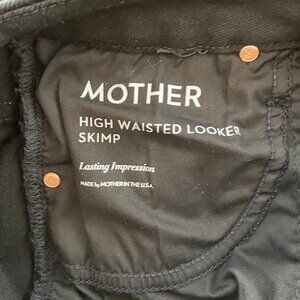 MOTHER
HIGH WAISTED LOOKER
SKIMP
Lasting Impression
MADE by MOTHER IN THE U.S.A.